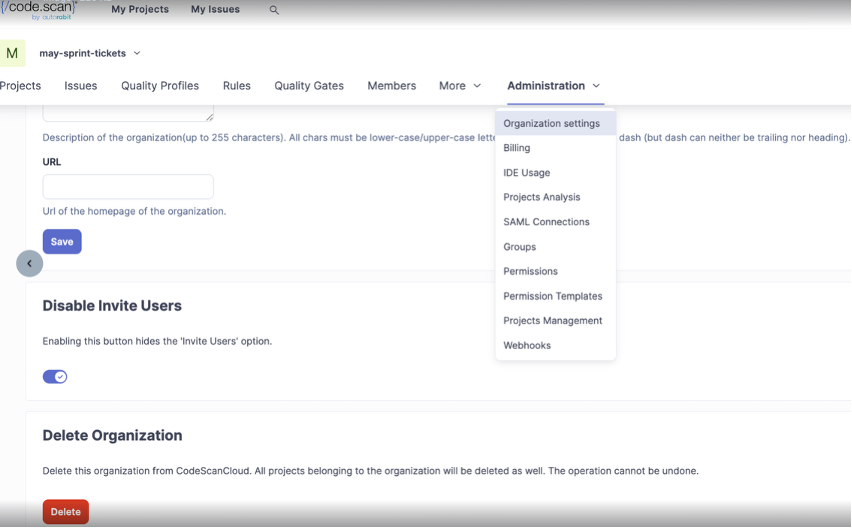 {/code.scan}
by autorabit
My Projects
My Issues
M
may-sprint-tickets
Projects
Issues
Quality Profiles
Rules
Quality Gates
Members
More
Administration
Organization settings
Billing
IDE Usage
Projects Analysis
SAML Connections
Groups
Permissions
Permission Templates
Projects Management
Webhooks
Description of the organization(up to 255 characters). All chars must be lower-case/upper-case lette
dash (but dash can neither be trailing nor heading).
URL
Url of the homepage of the organization.
Save
Disable Invite Users
Enabling this button hides the 'Invite Users' option.
Delete Organization
Delete this organization from CodeScanCloud. All projects belonging to the organization will be deleted as well. The operation cannot be undone.
Delete